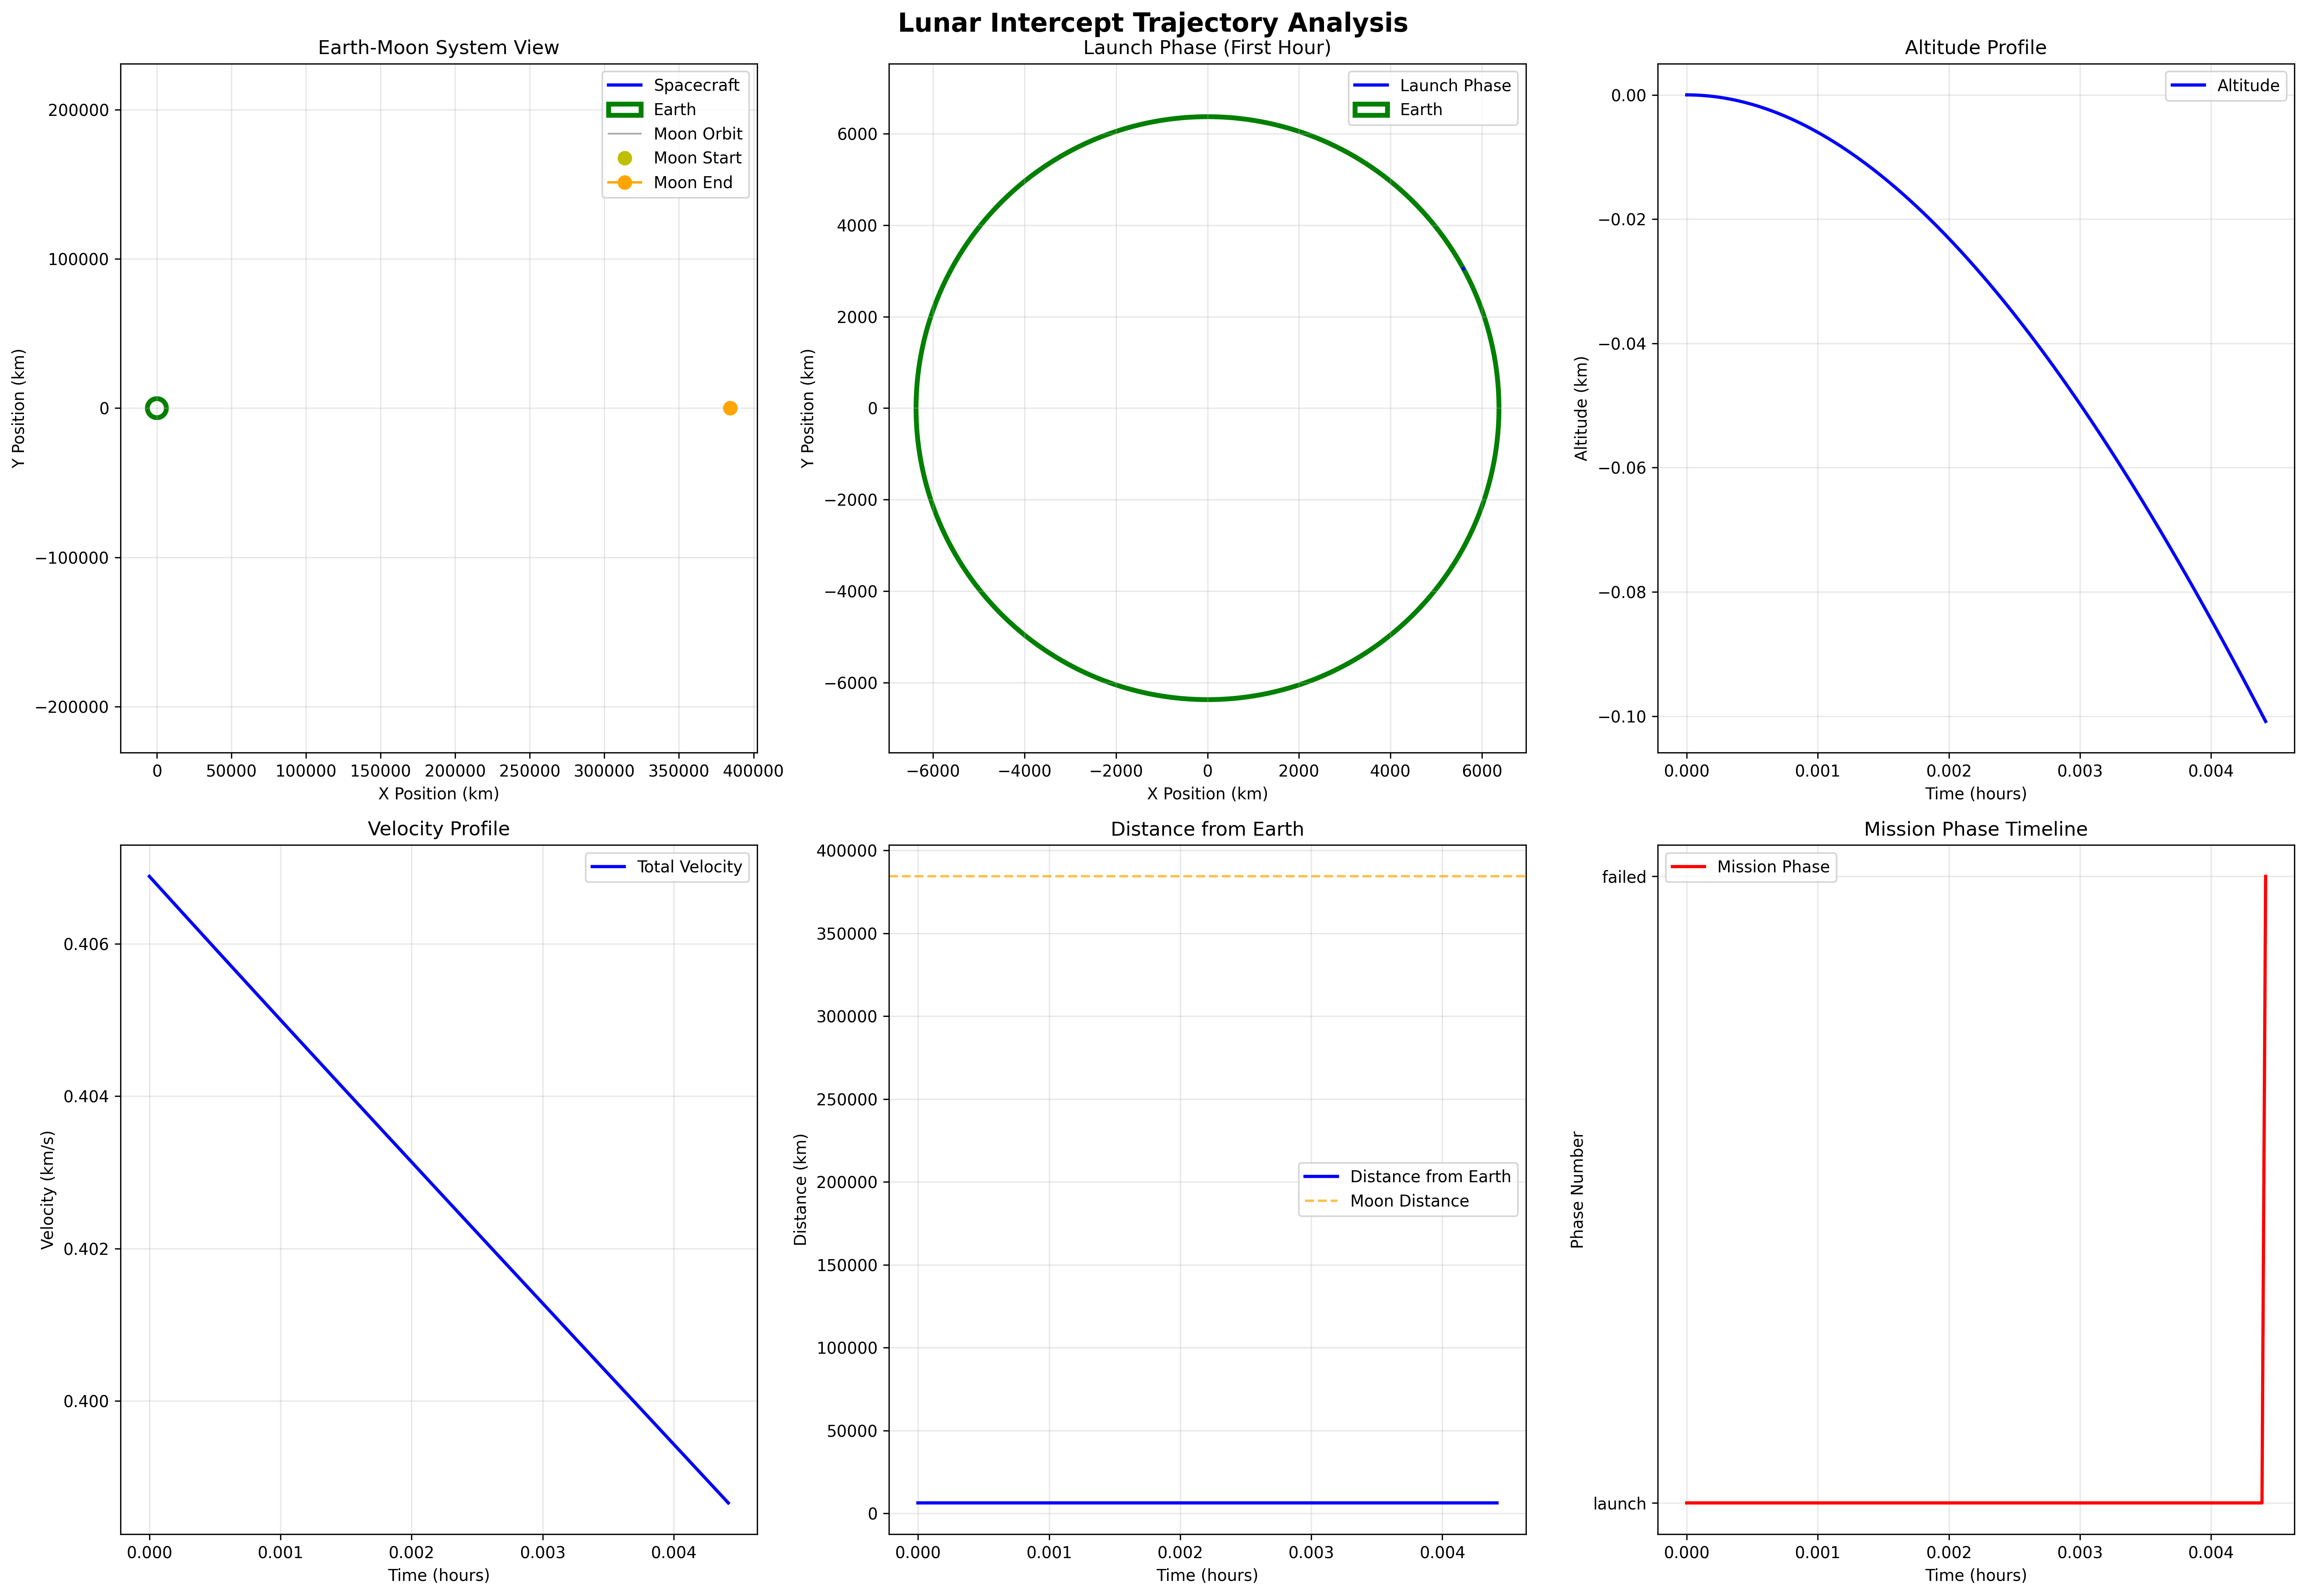 Lunar Intercept Trajectory Analysis
Earth-Moon System View
Spacecraft
Earth
Moon Orbit
Moon Start
Moon End
200000
100000
0
−100000
−200000
Y Position (km)
0 50000 100000 150000 200000 250000 300000 350000 400000
X Position (km)
Launch Phase (First Hour)
Launch Phase
Earth
6000
4000
2000
0
−2000
−4000
−6000
Y Position (km)
−6000 −4000 −2000 0 2000 4000 6000
X Position (km)
Altitude Profile
Altitude
0.00
−0.02
−0.04
−0.06
−0.08
−0.10
Altitude (km)
0.000 0.001 0.002 0.003 0.004
Time (hours)
Velocity Profile
Total Velocity
0.406
0.404
0.402
0.400
Velocity (km/s)
0.000 0.001 0.002 0.003 0.004
Time (hours)
Distance from Earth
400000
350000
300000
250000
200000
150000
100000
50000
0
Distance (km)
Distance from Earth
Moon Distance
0.000 0.001 0.002 0.003 0.004
Time (hours)
Mission Phase Timeline
Mission Phase
failed
launch
Phase Number
0.000 0.001 0.002 0.003 0.004
Time (hours)